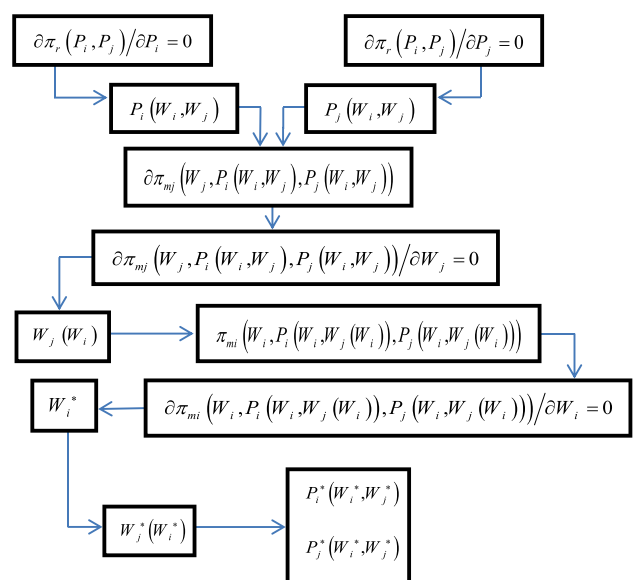 ∂π_r(P_i,P_j)/∂P_i = 0
∂π_r(P_i,P_j)/∂P_j = 0
P_i(W_i,W_j)
P_j(W_i,W_j)
∂π_mj(W_j,P_i(W_i,W_j),P_j(W_i,W_j))
∂π_mj(W_j,P_i(W_i,W_j),P_j(W_i,W_j))/∂W_j = 0
W_j(W_i)
π_mi(W_i,P_i(W_i,W_j(W_i)),P_j(W_i,W_j(W_i)))
W_i*
∂π_mi(W_i,P_i(W_i,W_j(W_i)),P_j(W_i,W_j(W_i)))/∂W_i = 0
W_j*(W_i*)
P_i*(W_i*,W_j*)
P_j*(W_i*,W_j*)